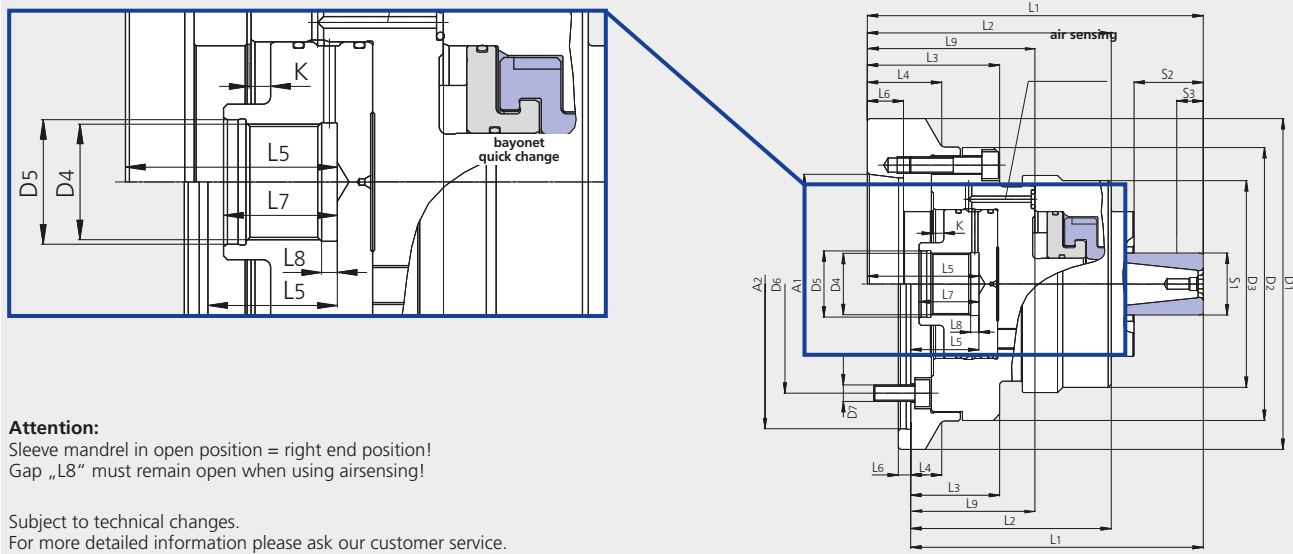 K
L5
bayonet
quick change
D5
D4
L7
L8
L5
L1
L2
air sensing
L9
L3
L4
S2
L6
S3
K
L5
A2
D6
A1
D5
D4
L7
S1
D3
D2
D1
L8
L5
D7
L6
L4
L3
L9
L2
L1
Attention:
Sleeve mandrel in open position = right end position!
Gap „L8“ must remain open when using airsensing!
Subject to technical changes.
For more detailed information please ask our customer service.